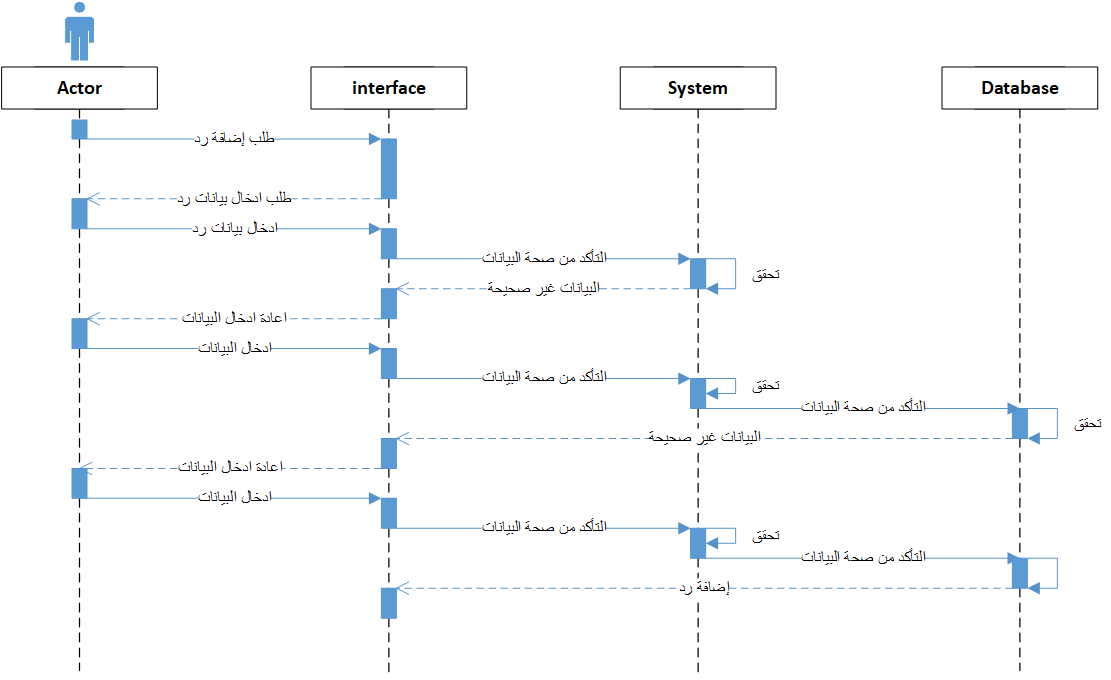 Actor
interface
System
Database
طلب إضافة رد
طلب ادخال بيانات رد
ادخال بيانات رد
التأكد من صحة البيانات
تحقق
البيانات غير صحيحة
اعادة ادخال البيانات
ادخال البيانات
التأكد من صحة البيانات
تحقق
التأكد من صحة البيانات
تحقق
البيانات غير صحيحة
اعادة ادخال البيانات
ادخال البيانات
التأكد من صحة البيانات
تحقق
التأكد من صحة البيانات
إضافة رد